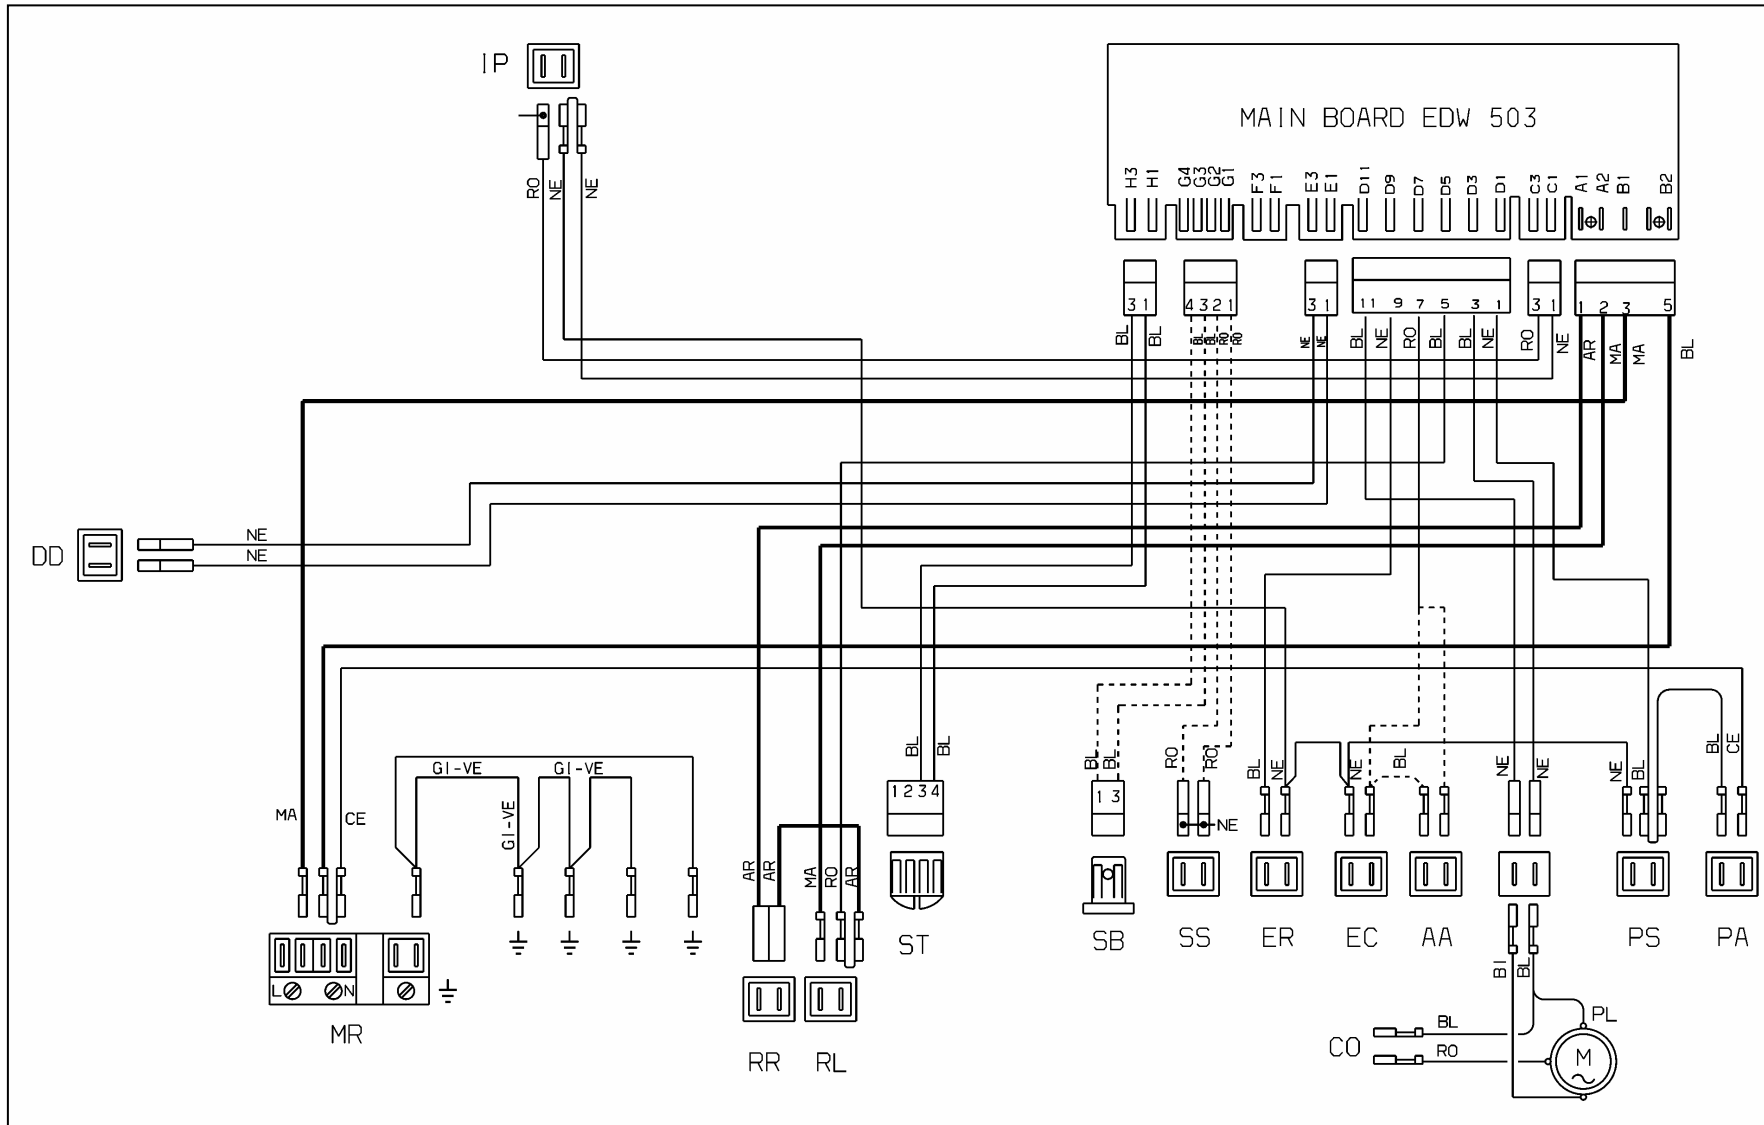 IP
MAIN BOARD EDW 503
H3 H1 G4 G3 G2 G1 F3 F1 E3 E1 D11 D9 D7 D5 D3 D1 C3 C1 A1 A2 B1 B2
RO NE NE
3 1 4 3 2 1 3 1 11 9 7 5 3 1 3 1 1 2 3 5
BL BL BL BL RO RO NE NE BL NE RO BL BL NE RO NE AR MA MA BL
DD
NE
NE
MA CE
GI-VE GI-VE
GI-VE
BL BL
BL BL RO RO BL NE NE BL NE NE NE BL BL CE
1 2 3 4
1 3
NE
AR AR MA RO AR
ST SB SS ER EC AA PS PA
L N
MR
RR RL
BI BL
PL
CO
BL
RO
M